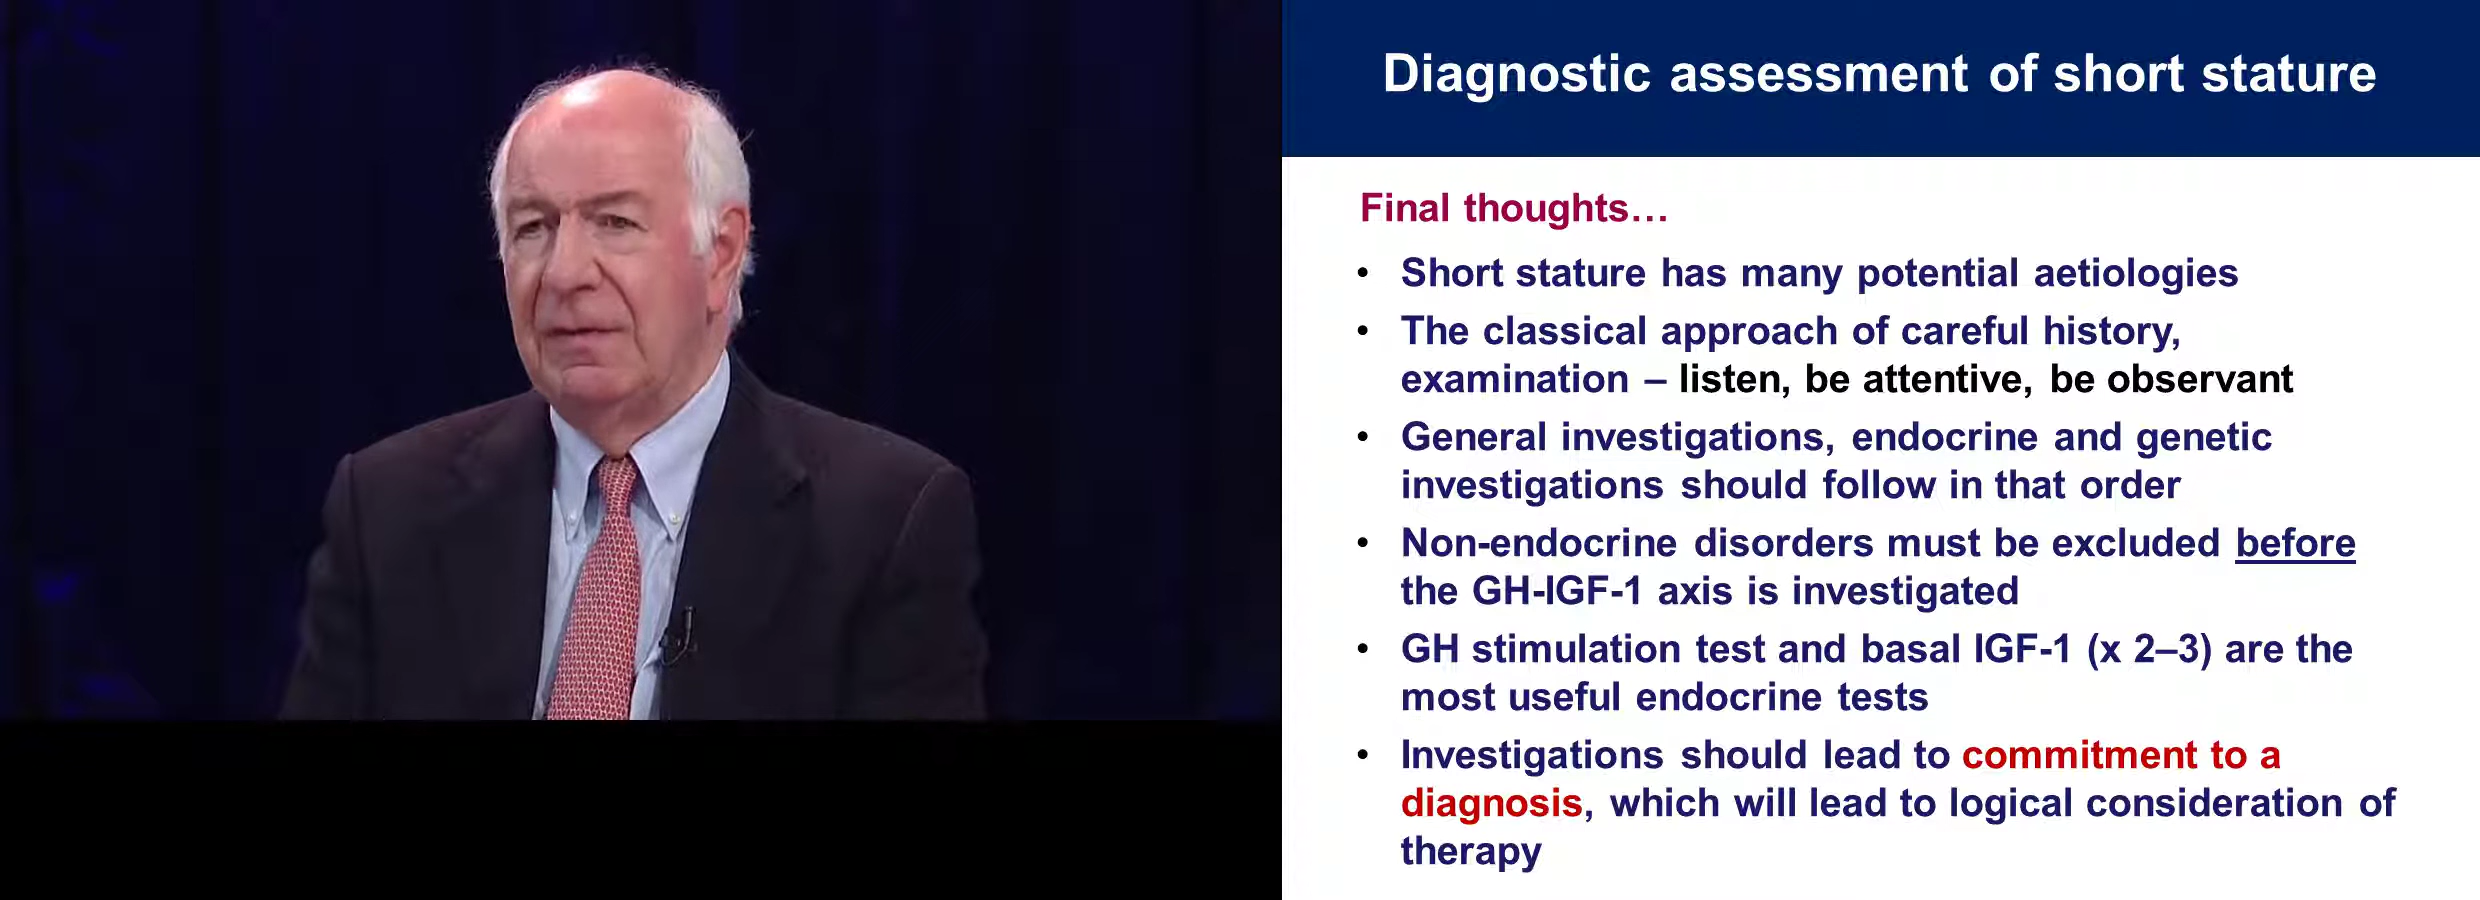 Diagnostic assessment of short stature
Final thoughts…
• Short stature has many potential aetiologies
• The classical approach of careful history,
examination – listen, be attentive, be observant
• General investigations, endocrine and genetic
investigations should follow in that order
• Non-endocrine disorders must be excluded before
the GH-IGF-1 axis is investigated
• GH stimulation test and basal IGF-1 (x 2–3) are the
most useful endocrine tests
• Investigations should lead to commitment to a
diagnosis, which will lead to logical consideration of
therapy